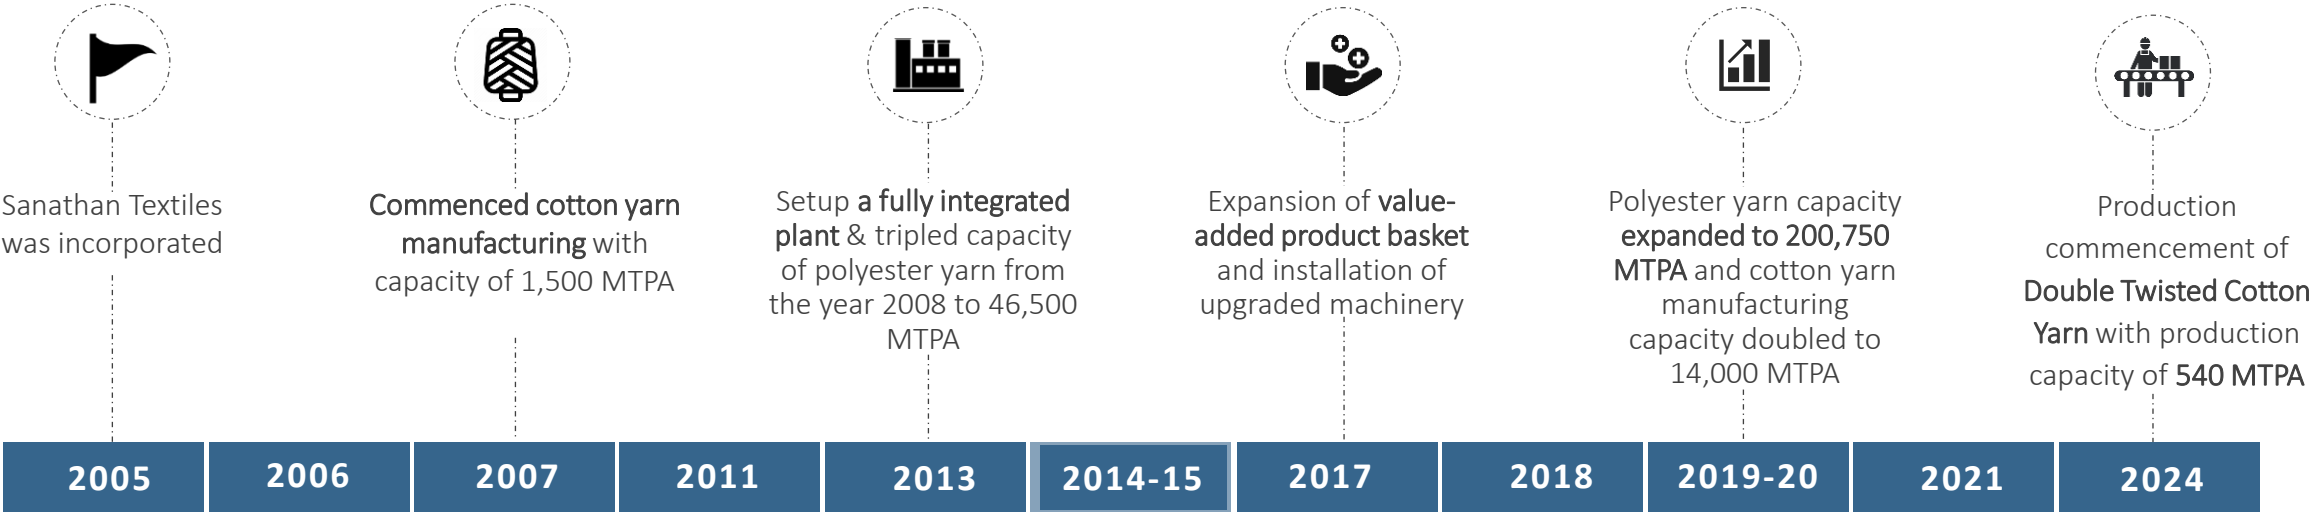 Sanathan Textiles
was incorporated
Commenced cotton yarn
manufacturing with
capacity of 1,500 MTPA
Setup a fully integrated
plant & tripled capacity
of polyester yarn from
the year 2008 to 46,500
MTPA
Expansion of value-
added product basket
and installation of
upgraded machinery
Polyester yarn capacity
expanded to 200,750
MTPA and cotton yarn
manufacturing
capacity doubled to
14,000 MTPA
Production
commencement of
Double Twisted Cotton
Yarn with production
capacity of 540 MTPA
2005
2006
2007
2011
2013
2014-15
2017
2018
2019-20
2021
2024